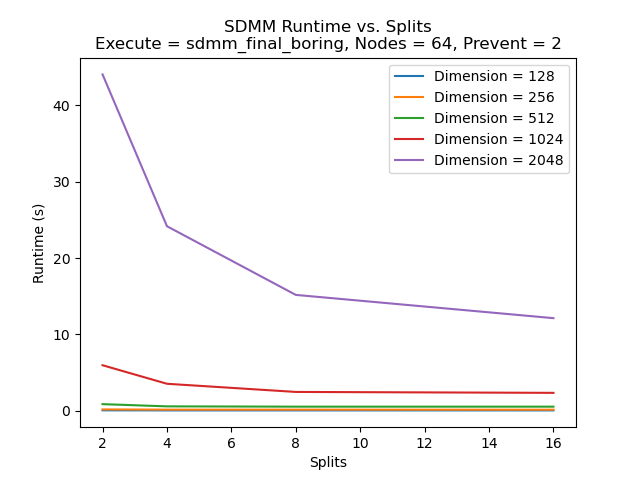 SDMM Runtime vs. Splits
Execute = sdmm_final_boring, Nodes = 64, Prevent = 2
Dimension = 128
Dimension = 256
Dimension = 512
Dimension = 1024
Dimension = 2048
Runtime (s)
40
30
20
10
0
2 4 6 8 10 12 14 16
Splits